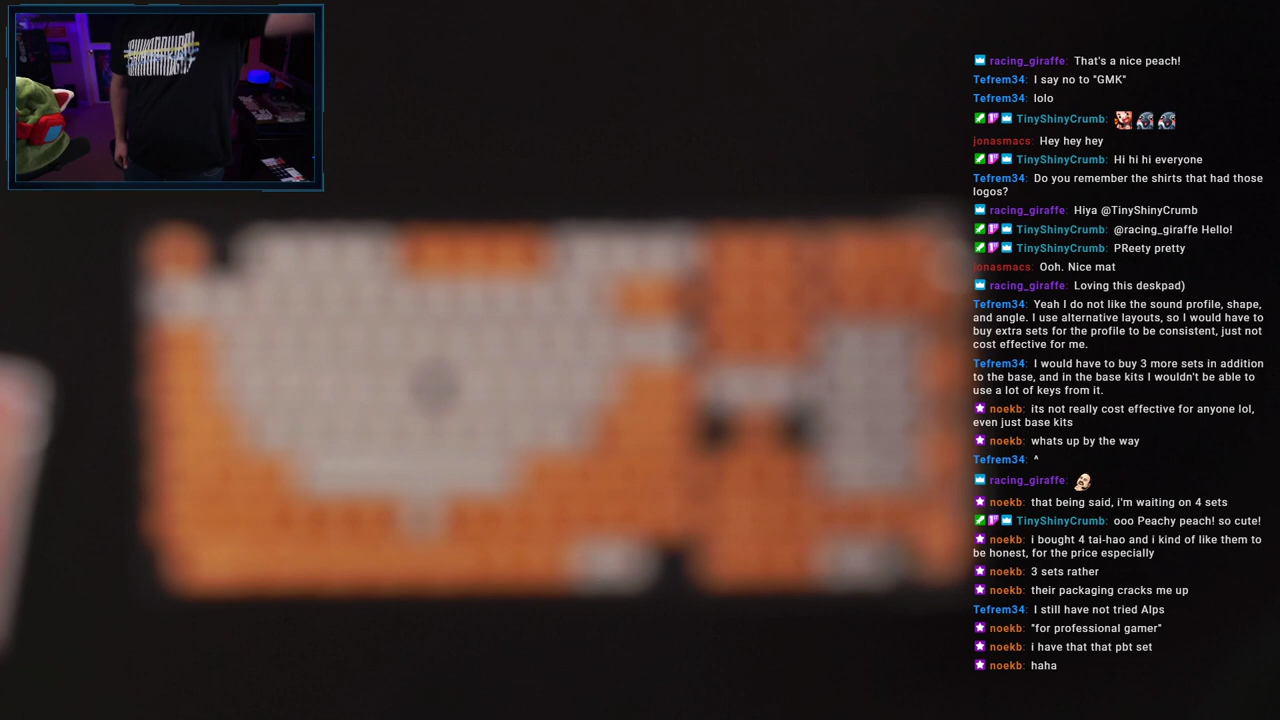 racing_giraffe: That's a nice peach!
Tefrem34: I say no to "GMK"
Tefrem34: lolo
TinyShinyCrumb:
jonasmacs: Hey hey hey
TinyShinyCrumb: Hi hi hi everyone
Tefrem34: Do you remember the shirts that had those
logos?
racing_giraffe: Hiya @TinyShinyCrumb
TinyShinyCrumb: @racing_giraffe Hello!
TinyShinyCrumb: PReety pretty
jonasmacs: Ooh. Nice mat
racing_giraffe: Loving this deskpad)
Tefrem34: Yeah I do not like the sound profile, shape,
and angle. I use alternative layouts, so I would have to
buy extra sets for the profile to be consistent, just not
cost effective for me.
Tefrem34: I would have to buy 3 more sets in addition
to the base, and in the base kits I wouldn't be able to
use a lot of keys from it.
noekb: its not really cost effective for anyone lol,
even just base kits
noekb: whats up by the way
Tefrem34: ^
racing_giraffe:
noekb: that being said, i'm waiting on 4 sets
TinyShinyCrumb: ooo Peachy peach! so cute!
noekb: i bought 4 tai-hao and i kind of like them to
be honest, for the price especially
noekb: 3 sets rather
noekb: their packaging cracks me up
Tefrem34: I still have not tried Alps
noekb: "for professional gamer"
noekb: i have that that pbt set
noekb: haha